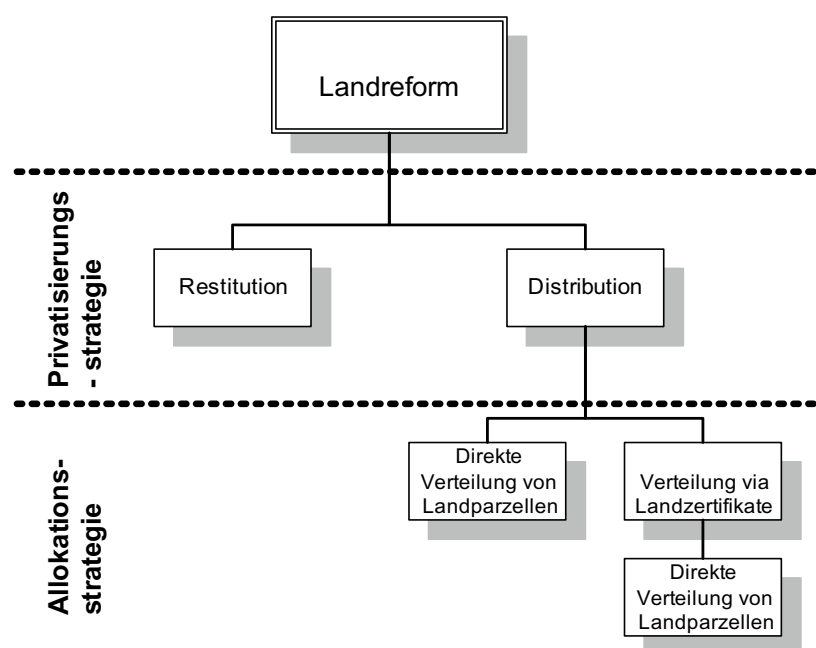 Landreform
Privatisierungs
- strategie
Restitution
Distribution
Allokations-
strategie
Direkte
Verteilung von
Landparzellen
Verteilung via
Landzertifikate
Direkte
Verteilung von
Landparzellen